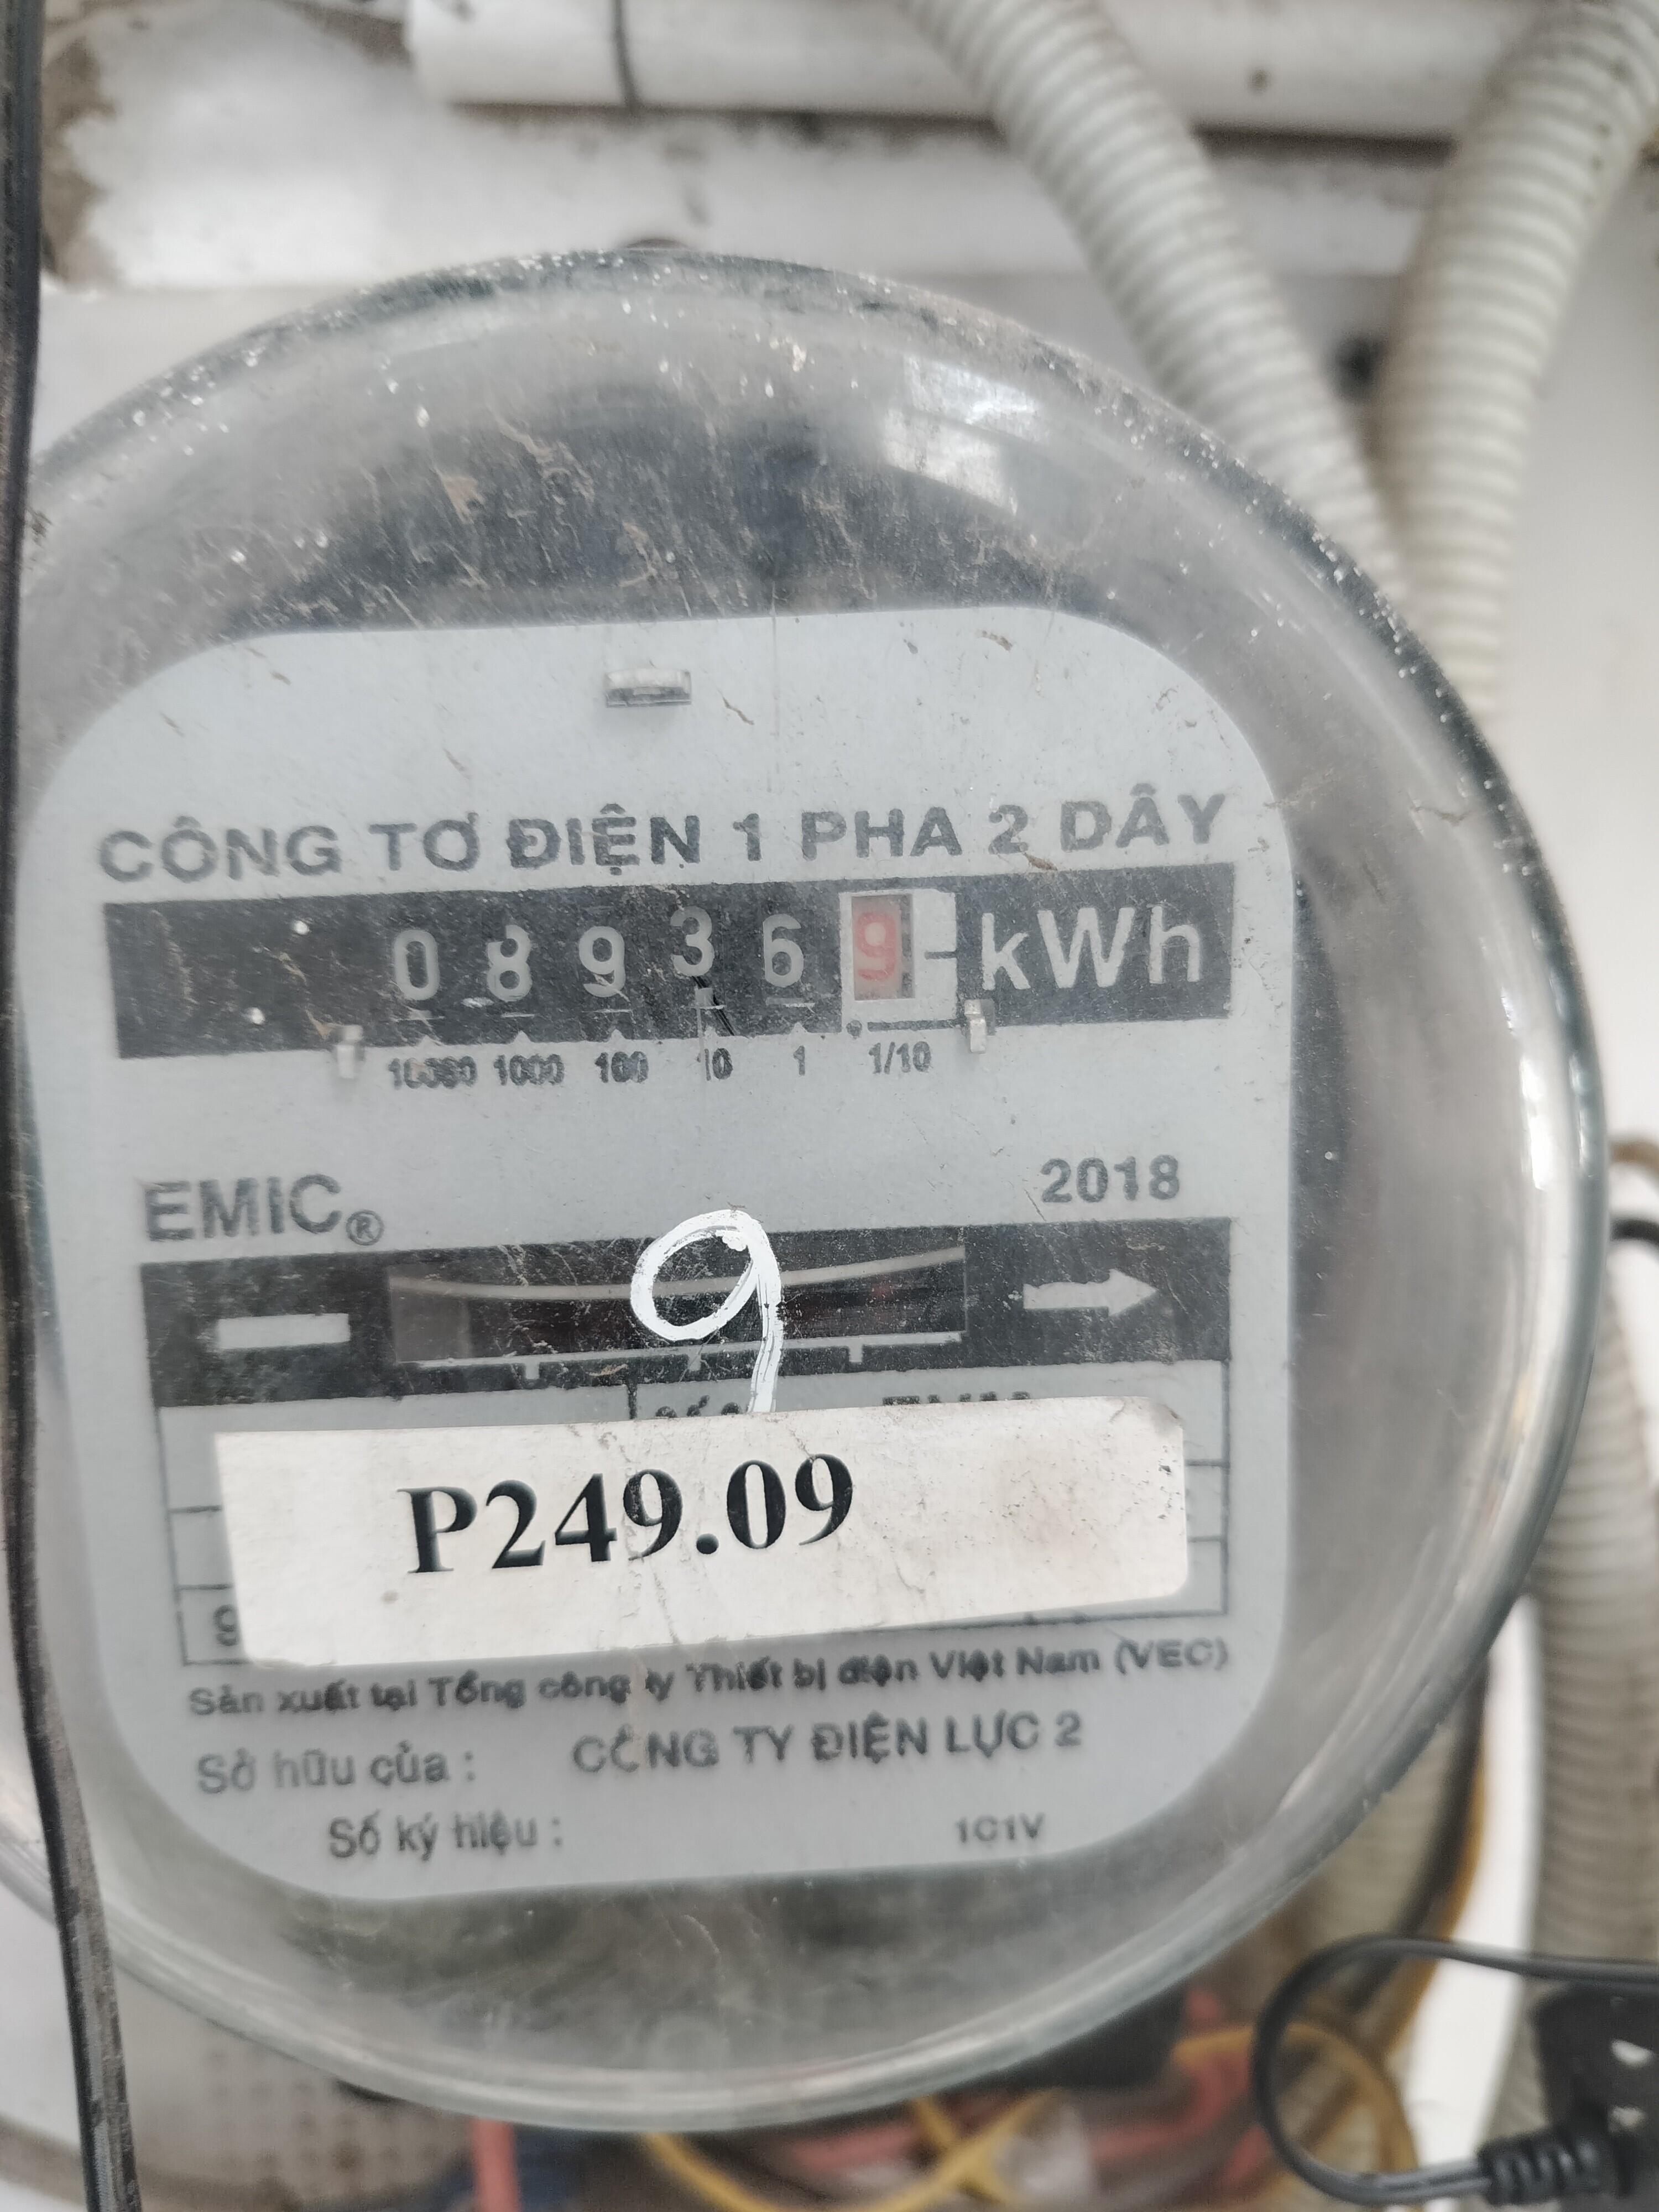 CÔNG TƠ ĐIỆN 1 PHA 2 DÂY
0 8 9 3 6 9 kWh
10000 1000 100 10 1 1/10
EMIC® 2018
9
P249.09
Sản xuất tại Tổng công ty Thiết bị điện Việt Nam (VEC)
Sở hữu của : CÔNG TY ĐIỆN LỰC 2
Số ký hiệu : 1C1V